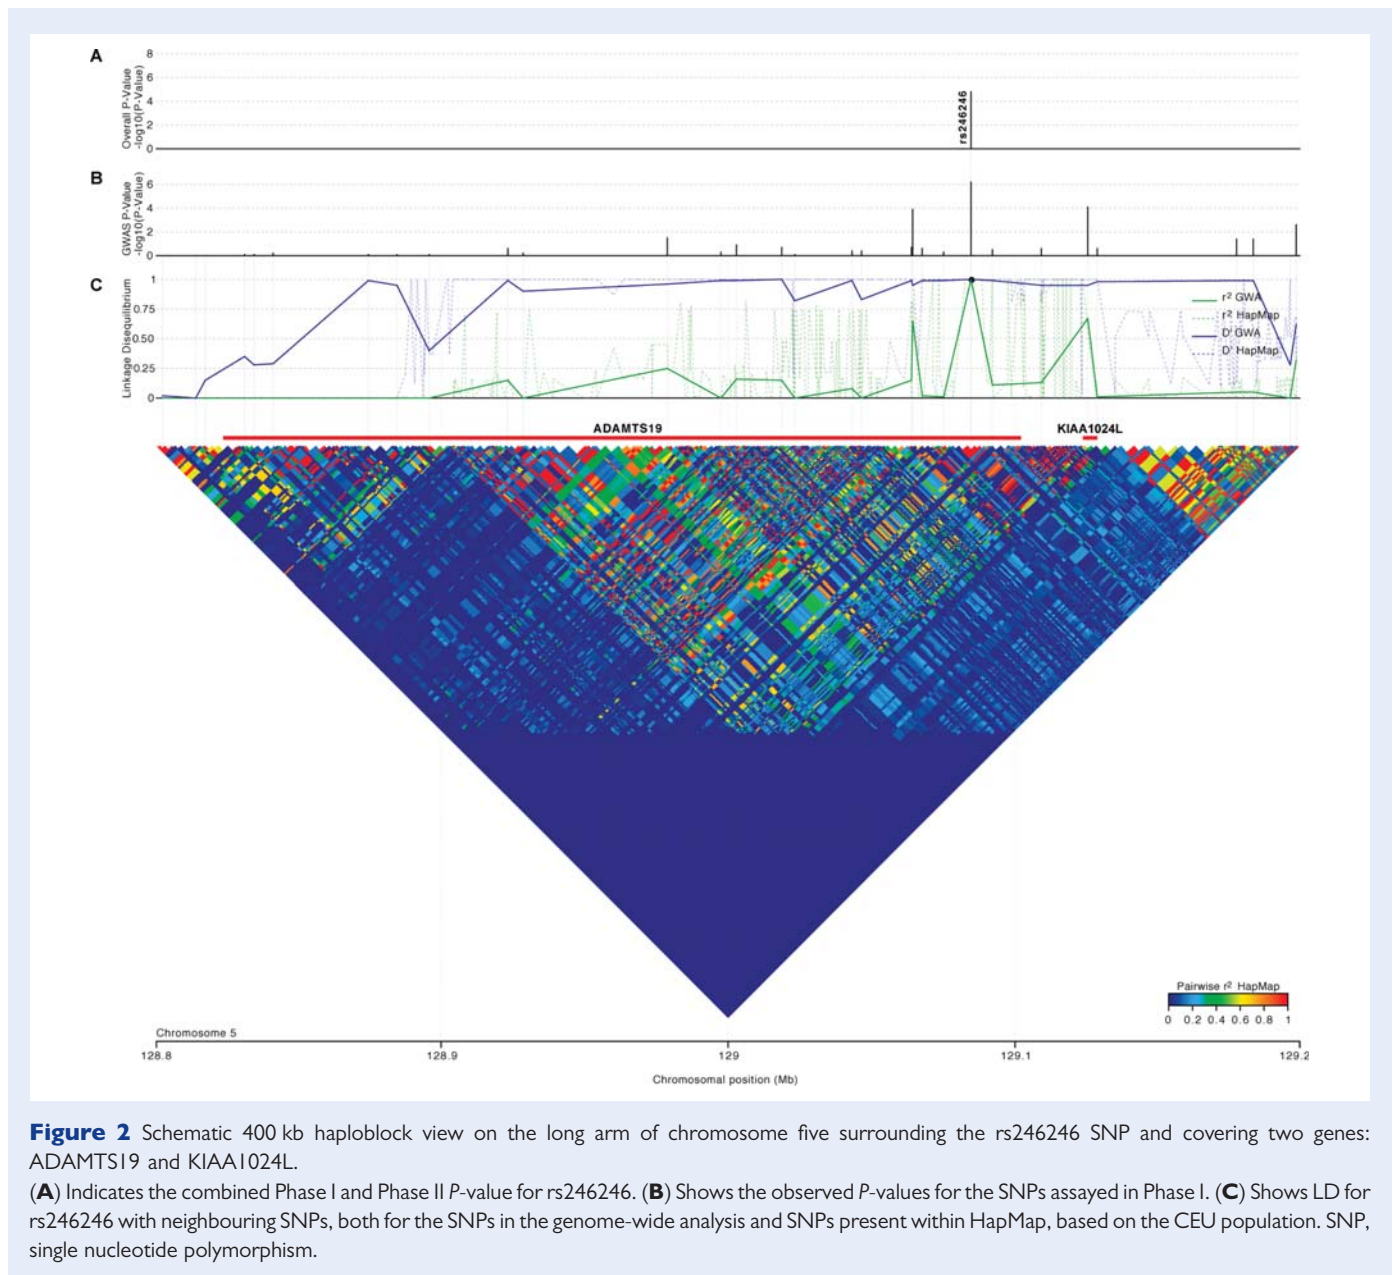 A
Overall P-Value
-log10(P-Value)
8
6
4
2
0
rs246246
B
GWAS P-Value
-log10(P-Value)
6
4
2
0
C
Linkage Disequilibrium
1
0.75
0.50
0.25
0
r² GWA
r² HapMap
D' GWA
D' HapMap
ADAMTS19
KIAA1024L
Pairwise r² HapMap
0 0.2 0.4 0.6 0.8 1
Chromosome 5
128.8 128.9 129 129.1 129.2
Chromosomal position (Mb)
Figure 2 Schematic 400 kb haploblock view on the long arm of chromosome five surrounding the rs246246 SNP and covering two genes:
ADAMTS19 and KIAA1024L.
(A) Indicates the combined Phase I and Phase II P-value for rs246246. (B) Shows the observed P-values for the SNPs assayed in Phase I. (C) Shows LD for
rs246246 with neighbouring SNPs, both for the SNPs in the genome-wide analysis and SNPs present within HapMap, based on the CEU population. SNP,
single nucleotide polymorphism.